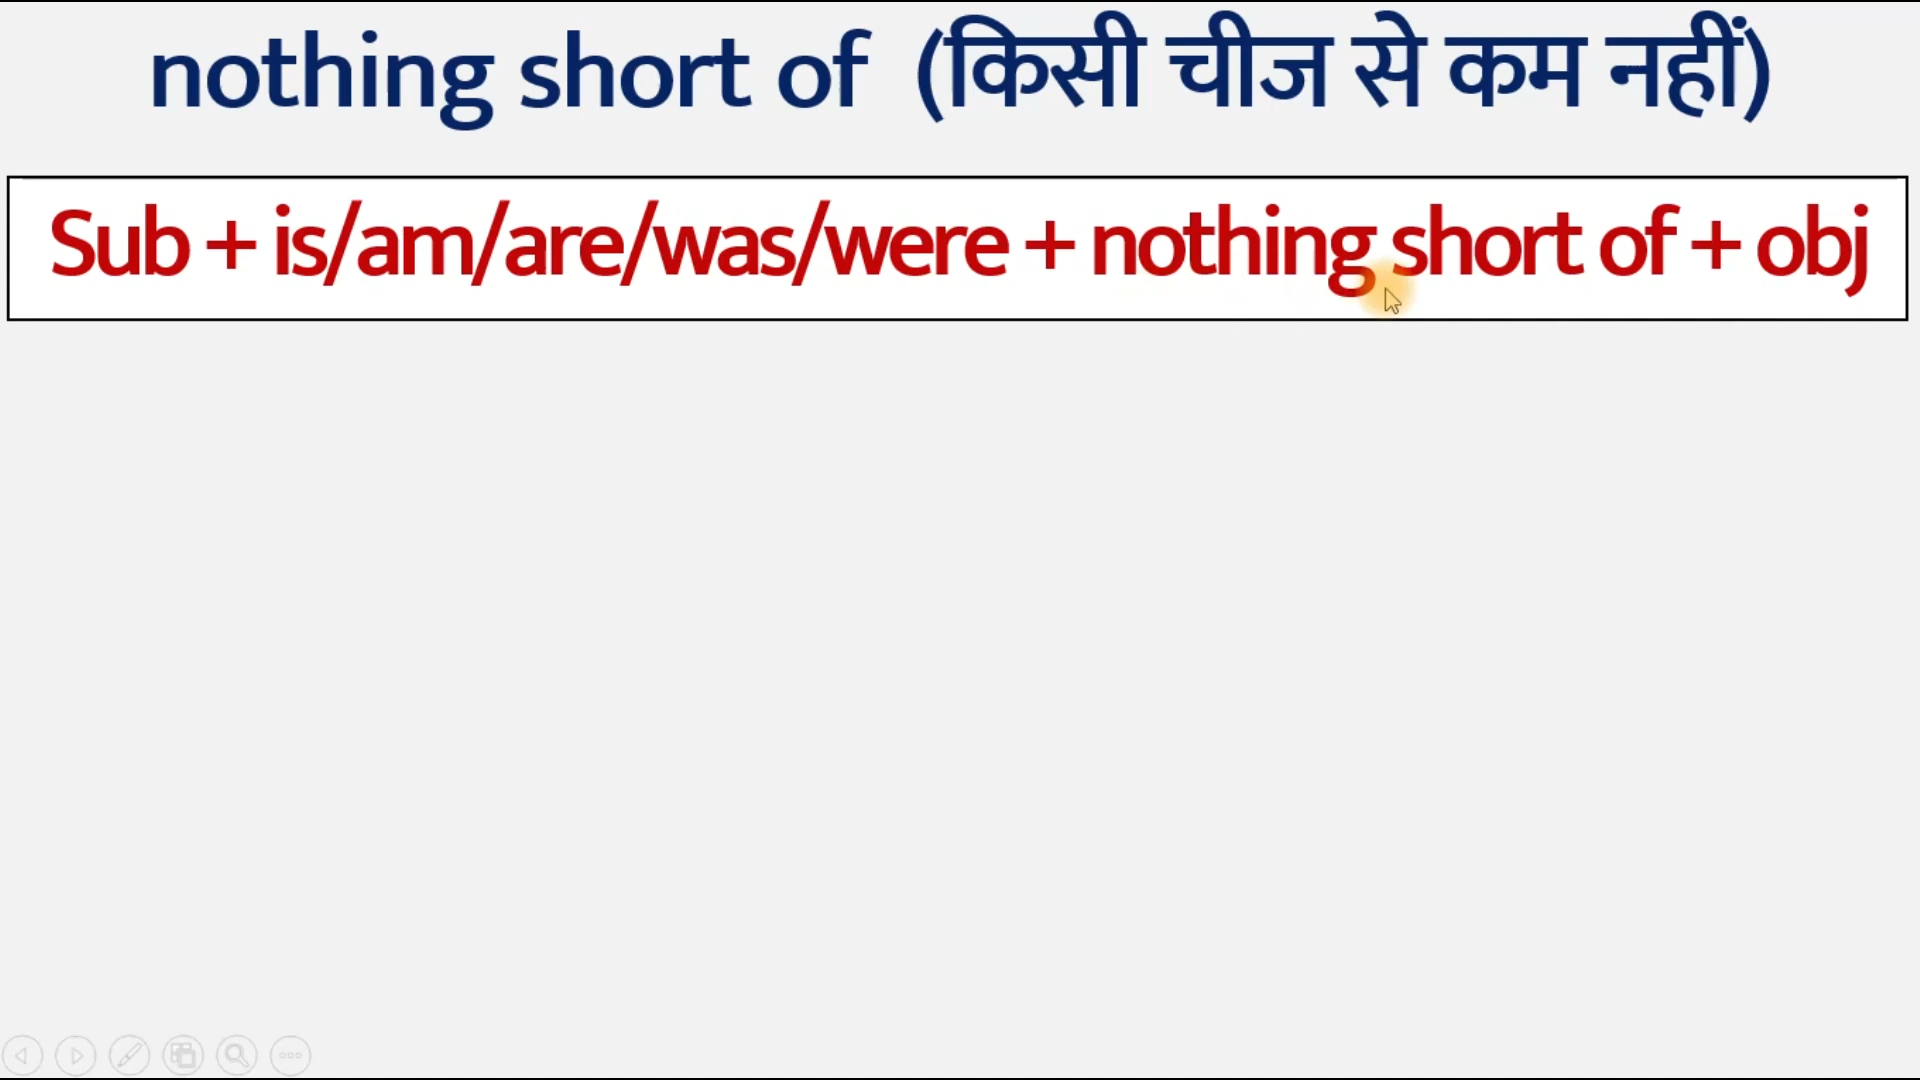 nothing short of (किसी चीज से कम नहीं)
Sub + is/am/are/was/were + nothing short of + obj